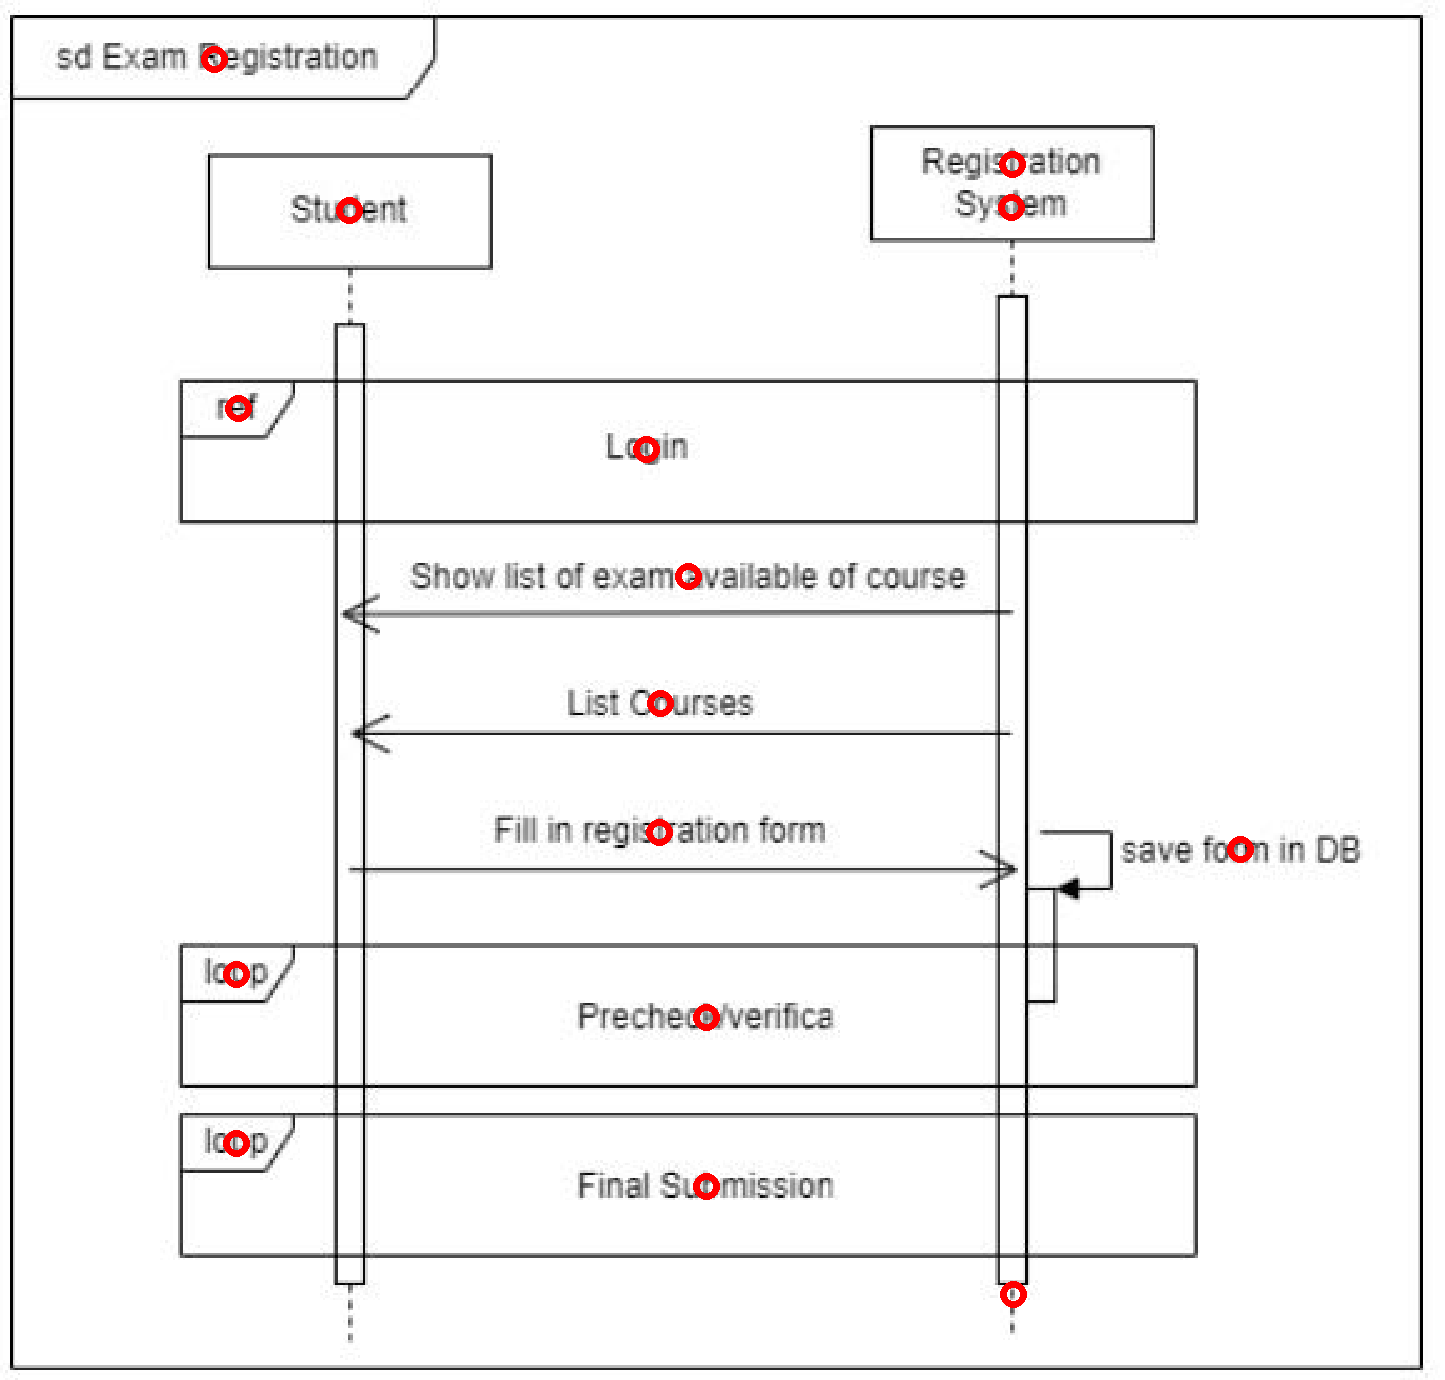 sd Exam Registration
Registration
System
Student
ref
Login
Show list of exam available of course
List Courses
Fill in registration form
save form in DB
loop
Precheck/verifica
loop
Final Submission